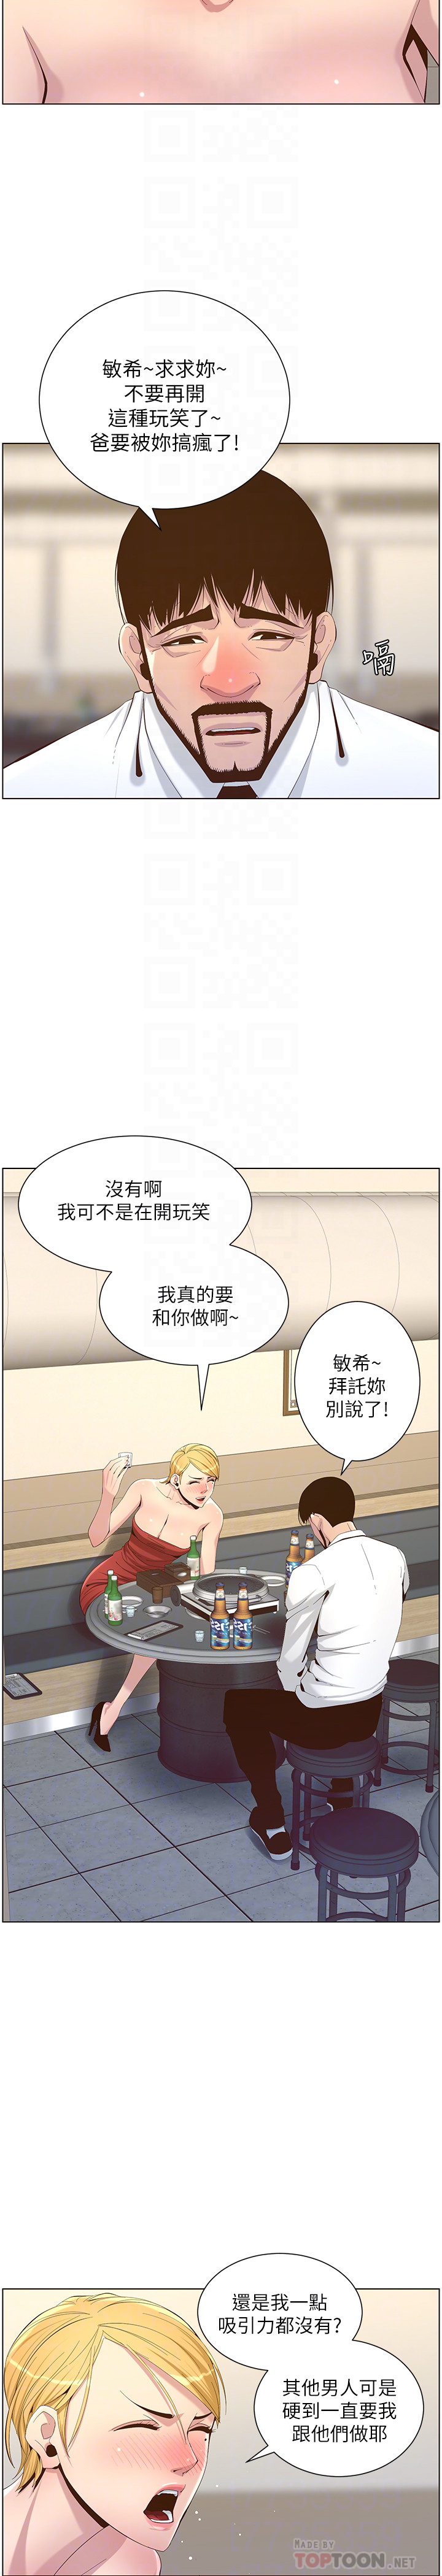 敏希~求求妳~
不要再開
這種玩笑了~
爸要被妳搞瘋了!
嗝
沒有啊
我可不是在開玩笑
我真的要
和你做啊~
敏希~
拜託妳
別說了!
還是我一點
吸引力都沒有?
其他男人可是
硬到一直要我
跟他們做耶
MADE BY
TOPTOON.NET